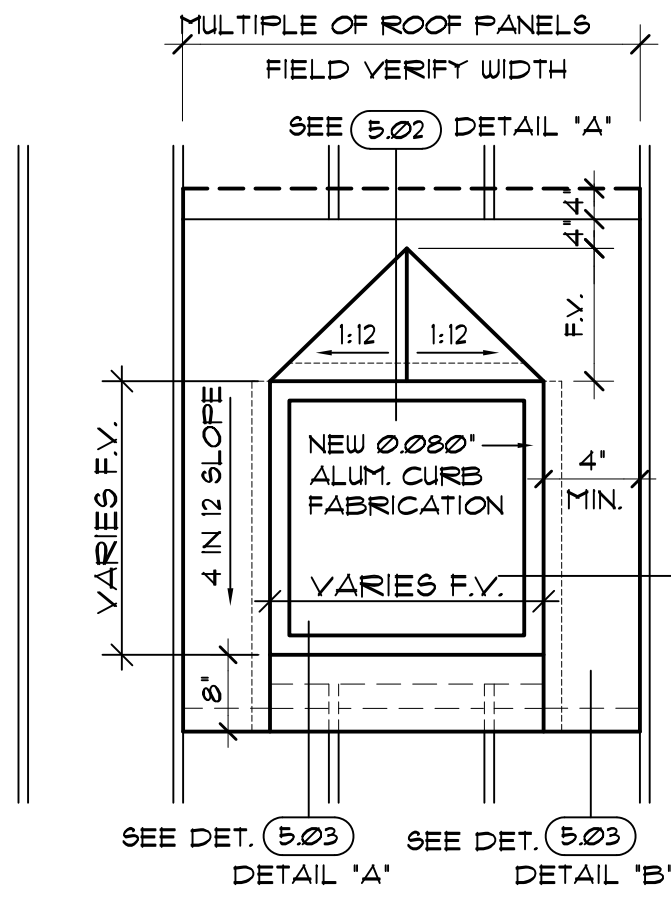 MULTIPLE OF ROOF PANELS
FIELD VERIFY WIDTH
SEE 5.02 DETAIL "A"
4"
4"
F.V.
1:12 1:12
VARIES F.V.
4 IN 12 SLOPE
NEW 0.080"
ALUM. CURB
FABRICATION
4"
MIN.
VARIES F.V.
8"
SEE DET. 5.03
DETAIL "A"
SEE DET. 5.03
DETAIL "B"